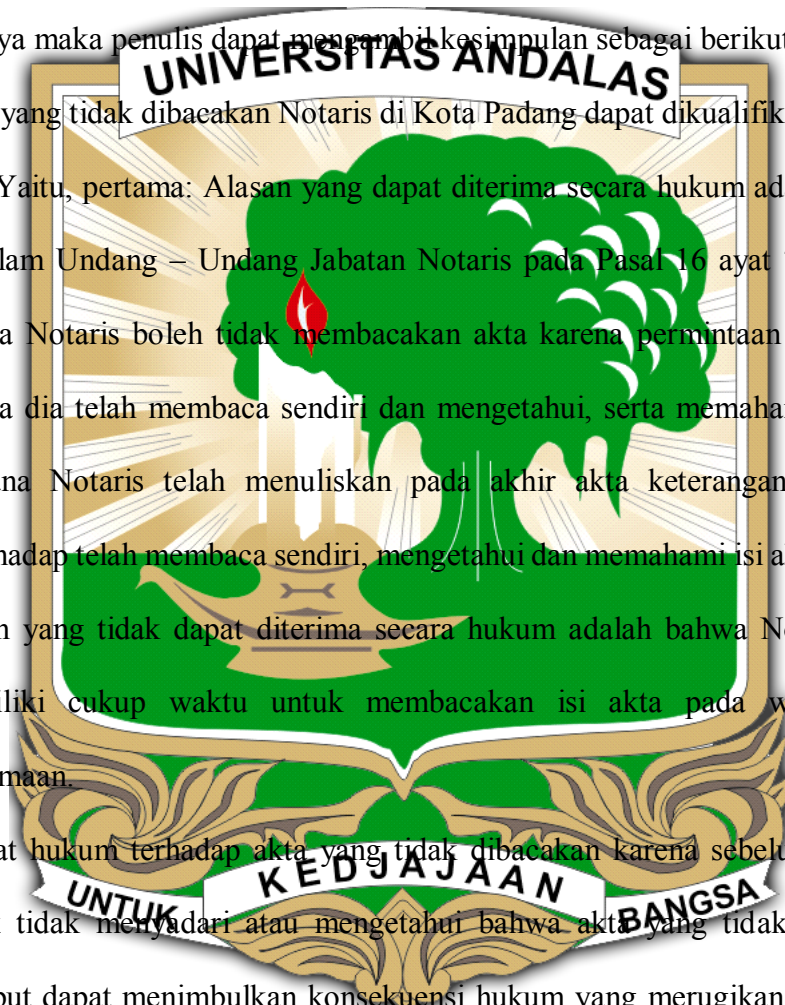 ya maka penulis dapat mengambil kesimpulan sebagai berikut
UNIVERSITAS ANDALAS
yang tidak dibacakan Notaris di Kota Padang dapat dikualifik
Yaitu, pertama: Alasan yang dapat diterima secara hukum ad
lam Undang – Undang Jabatan Notaris pada Pasal 16 ayat
a Notaris boleh tidak membacakan akta karena permintaan
a dia telah membaca sendiri dan mengetahui, serta memaha
na Notaris telah menuliskan pada akhir akta keterangan
hadap telah membaca sendiri, mengetahui dan memahami isi a
n yang tidak dapat diterima secara hukum adalah bahwa No
iliki cukup waktu untuk membacakan isi akta pada w
maan.
at hukum terhadap akta yang tidak dibacakan karena sebelu
UNTUK KEDJAJAAN BANGSA
tidak menyadari atau mengetahui bahwa akta yang tidak
but dapat menimbulkan konsekuensi hukum yang merugikan